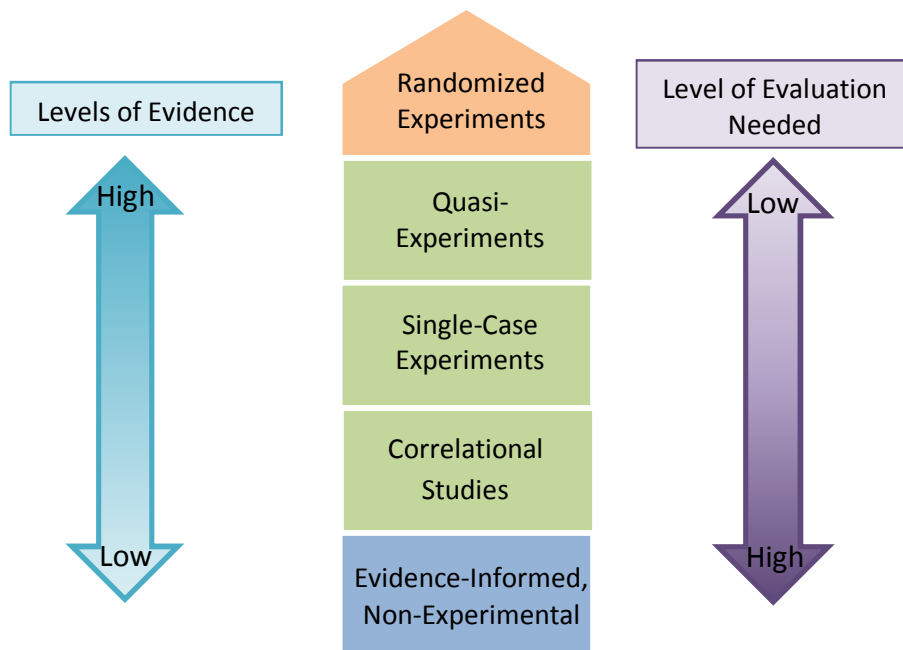 Levels of Evidence
High
Low
Randomized
Experiments
Quasi-
Experiments
Single-Case
Experiments
Correlational
Studies
Evidence-Informed,
Non-Experimental
Level of Evaluation
Needed
Low
High